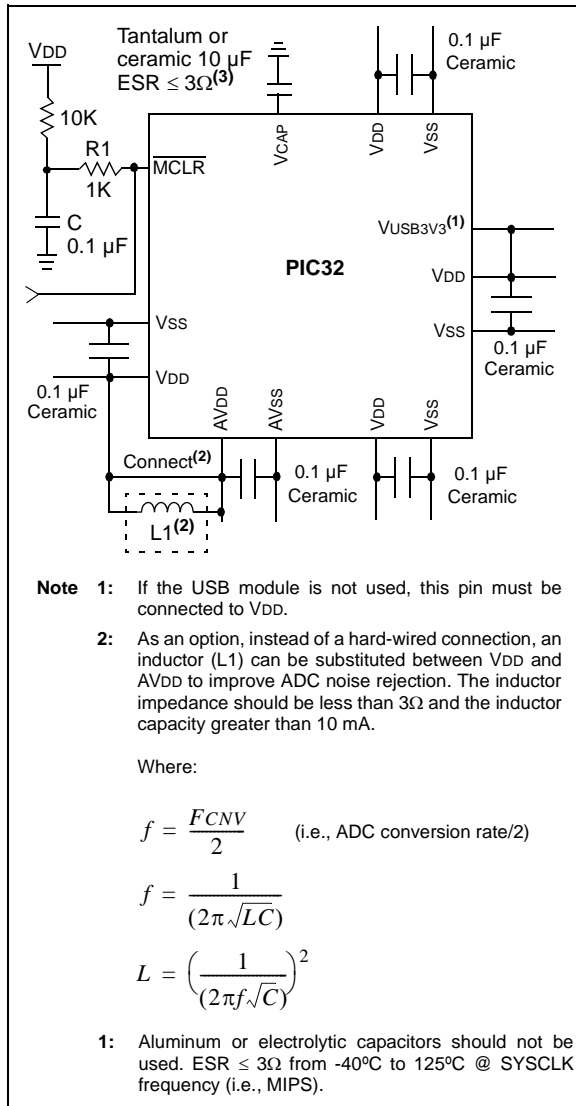 VDD
Tantalum or
ceramic 10 µF
ESR ≤ 3Ω(3)
0.1 µF
Ceramic
10K
R1
1K
MCLR
VCAP
VDD
VSS
C
0.1 µF
VUSB3V3(1)
PIC32
VDD
VSS
0.1 µF
Ceramic
VSS
VDD
0.1 µF
Ceramic
AVDD
AVSS
VDD
VSS
Connect(2)
0.1 µF
Ceramic
0.1 µF
Ceramic
L1(2)
Note 1: If the USB module is not used, this pin must be
connected to VDD.
2: As an option, instead of a hard-wired connection, an
inductor (L1) can be substituted between VDD and
AVDD to improve ADC noise rejection. The inductor
impedance should be less than 3Ω and the inductor
capacity greater than 10 mA.
Where:
f = FCNV / 2 (i.e., ADC conversion rate/2)
f = 1 / (2π√LC)
L = (1 / (2πf√C))²
1: Aluminum or electrolytic capacitors should not be
used. ESR ≤ 3Ω from -40ºC to 125ºC @ SYSCLK
frequency (i.e., MIPS).